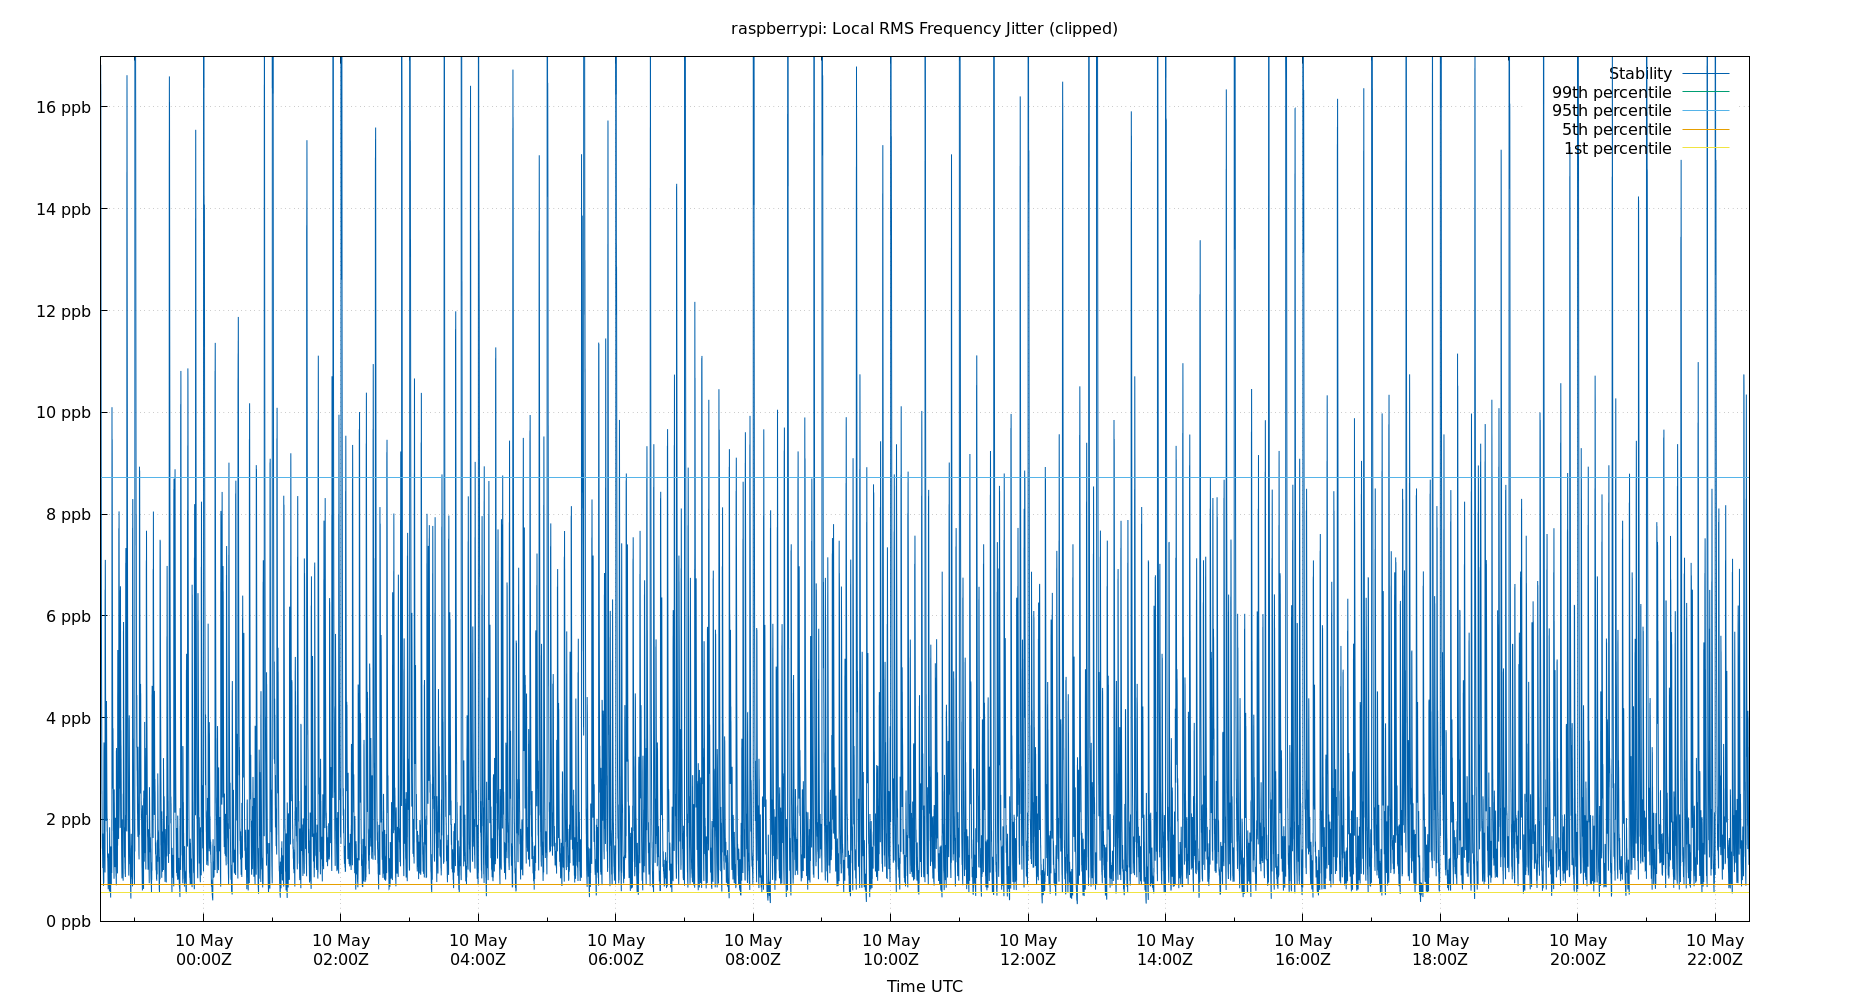 raspberrypi: Local RMS Frequency Jitter (clipped)
Stability
99th percentile
95th percentile
5th percentile
1st percentile
16 ppb
14 ppb
12 ppb
10 ppb
8 ppb
6 ppb
4 ppb
2 ppb
0 ppb
10 May 10 May 10 May 10 May 10 May 10 May 10 May 10 May 10 May 10 May 10 May 10 May
00:00Z 02:00Z 04:00Z 06:00Z 08:00Z 10:00Z 12:00Z 14:00Z 16:00Z 18:00Z 20:00Z 22:00Z
Time UTC